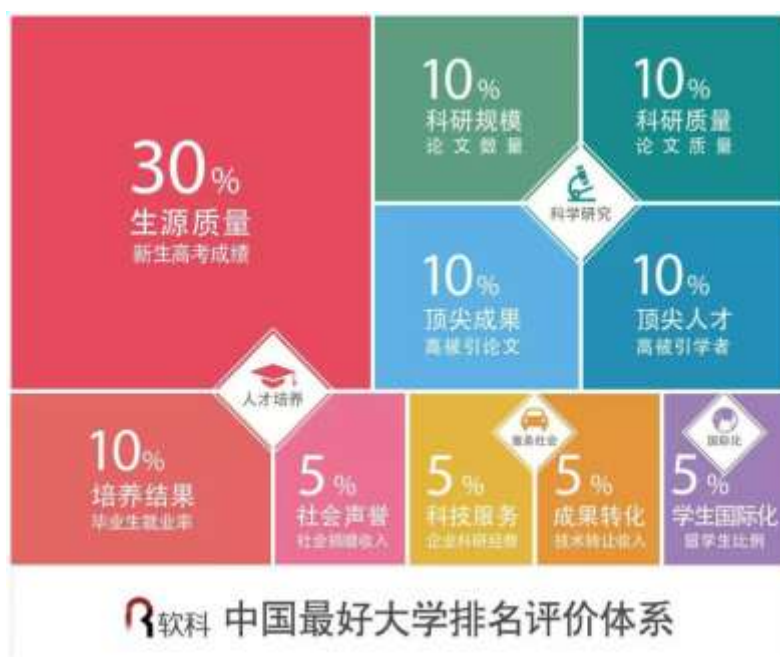 30%
生源质量
新生高考成绩
10%
科研规模
论文数量
10%
科研质量
论文质量
科学研究
10%
顶尖成果
高被引论文
10%
顶尖人才
高被引学者
人才培养
10%
培养结果
毕业生就业率
5%
社会声誉
社会捐赠收入
服务社会
5%
科技服务
企业科研经费
5%
成果转化
技术转让收入
国际化
5%
学生国际化
留学生比例
软科 中国最好大学排名评价体系